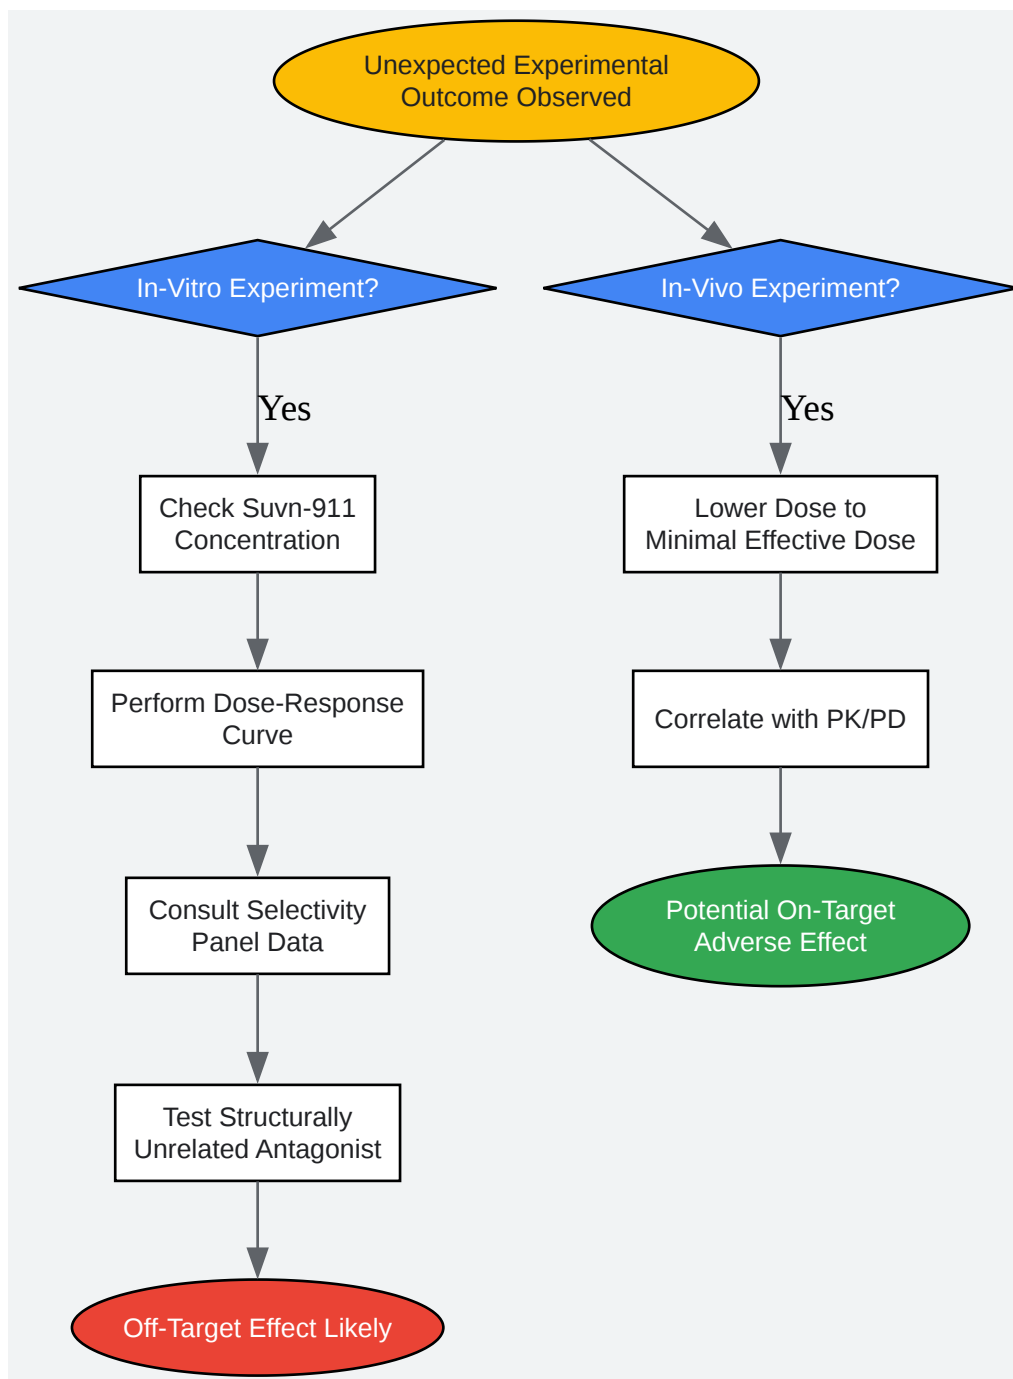 Unexpected Experimental
Outcome Observed
In-Vitro Experiment?
In-Vivo Experiment?
Yes
Yes
Check Suvn-911
Concentration
Lower Dose to
Minimal Effective Dose
Perform Dose-Response
Curve
Correlate with PK/PD
Consult Selectivity
Panel Data
Potential On-Target
Adverse Effect
Test Structurally
Unrelated Antagonist
Off-Target Effect Likely